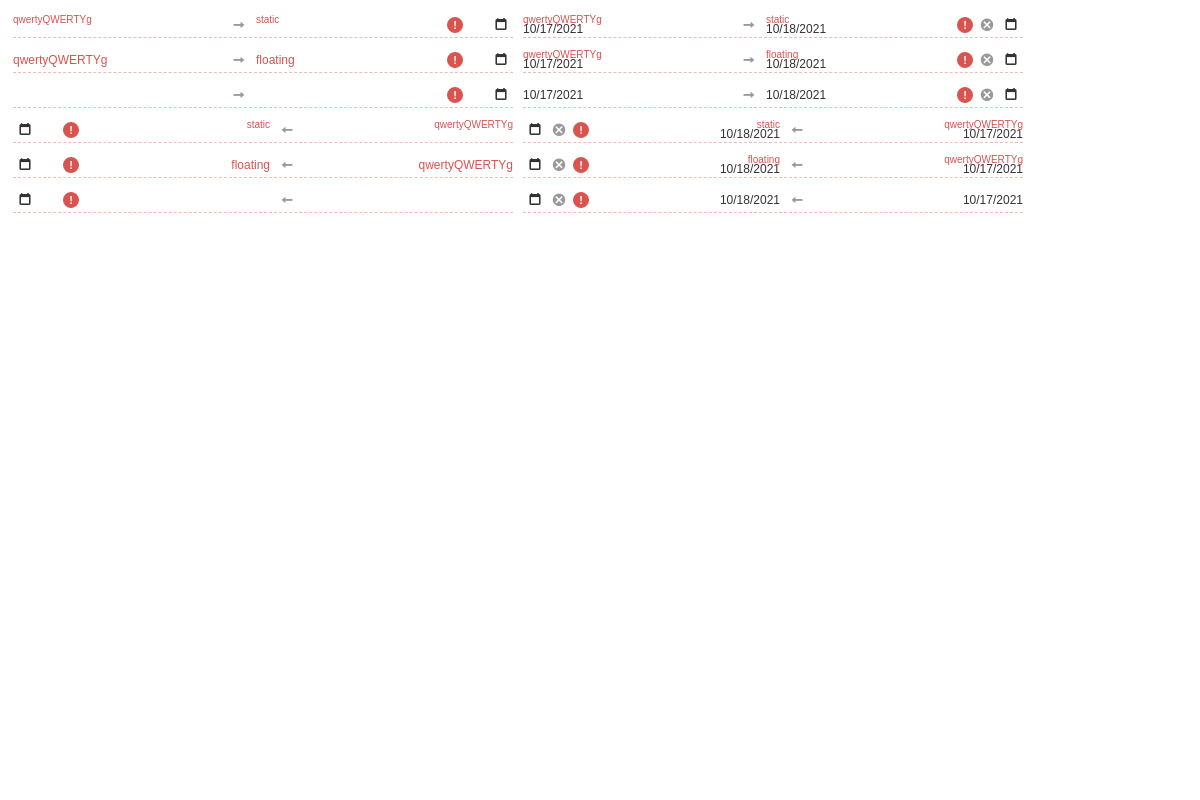 qwertyQWERTYg static ! qwertyQWERTYg static !
10/17/2021 10/18/2021
qwertyQWERTYg floating ! qwertyQWERTYg floating !
10/17/2021 10/18/2021
! 10/17/2021 10/18/2021 !
! static qwertyQWERTYg ! static qwertyQWERTYg
10/18/2021 10/17/2021
! floating qwertyQWERTYg ! floating qwertyQWERTYg
10/18/2021 10/17/2021
! ! 10/18/2021 10/17/2021